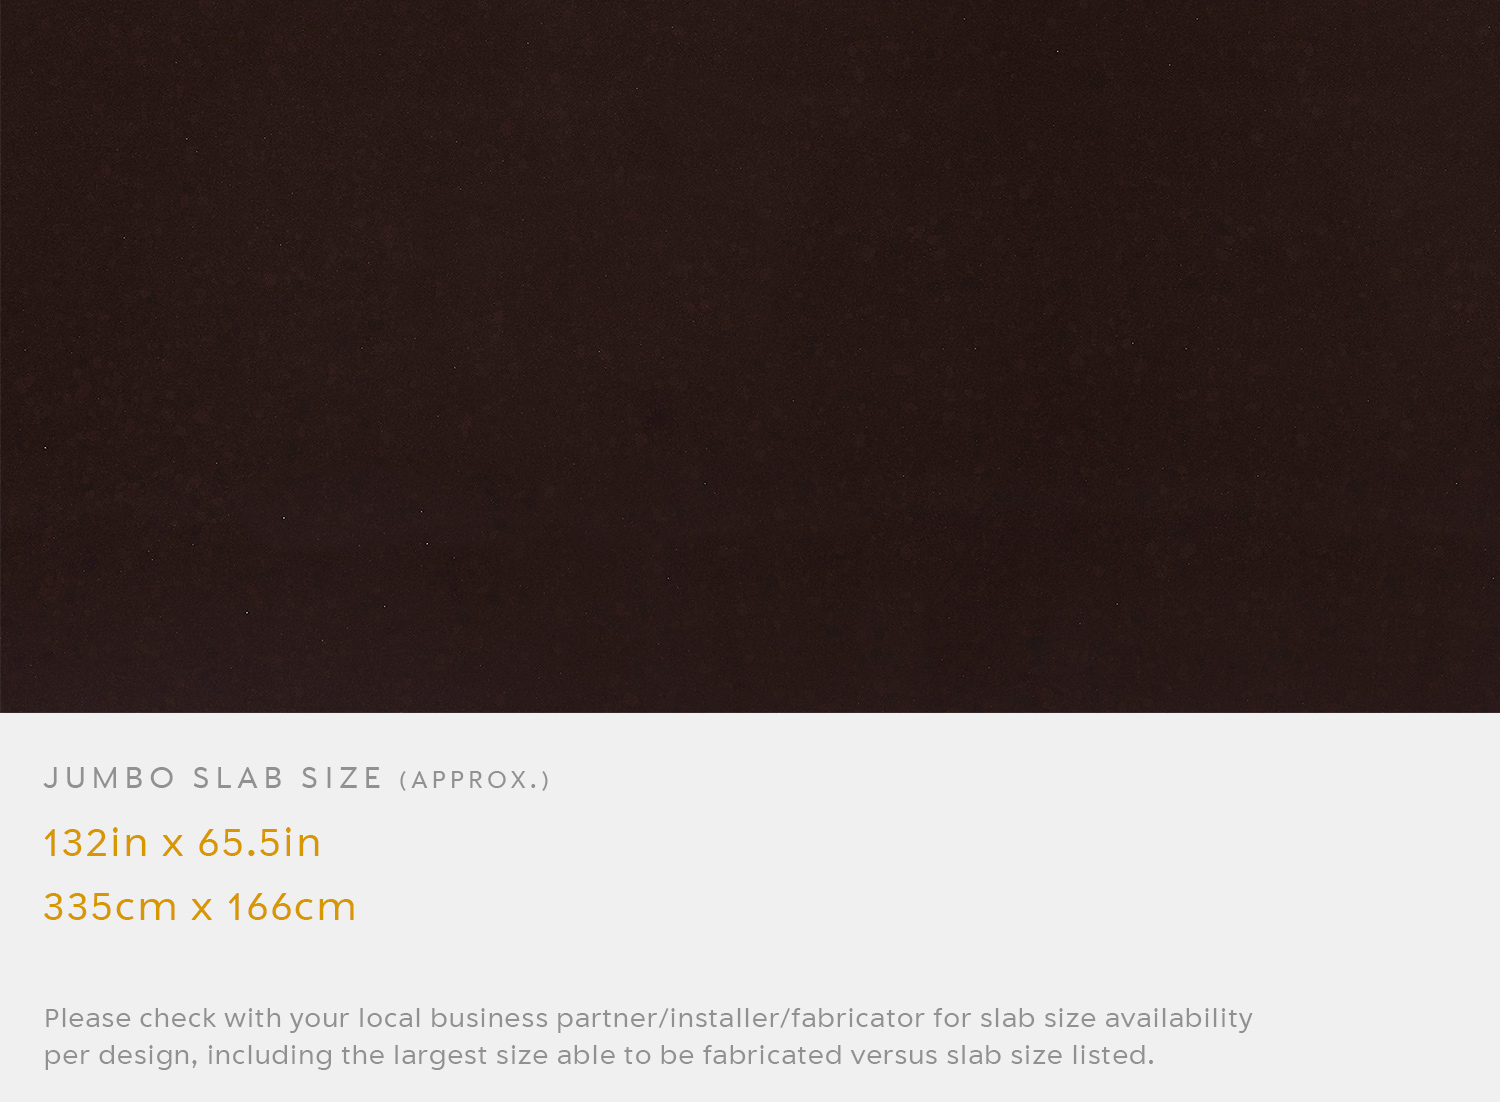 JUMBO SLAB SIZE (APPROX.)
132in x 65.5in
335cm x 166cm
Please check with your local business partner/installer/fabricator for slab size availability
per design, including the largest size able to be fabricated versus slab size listed.